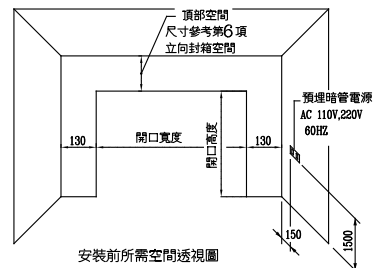 頂部空間
尺寸參考第6項
立向封箱空間
預埋暗管電源
AC 110V,220V
60HZ
130
開口寬度
開口高度
130
150
1500
安裝前所需空間透視圖